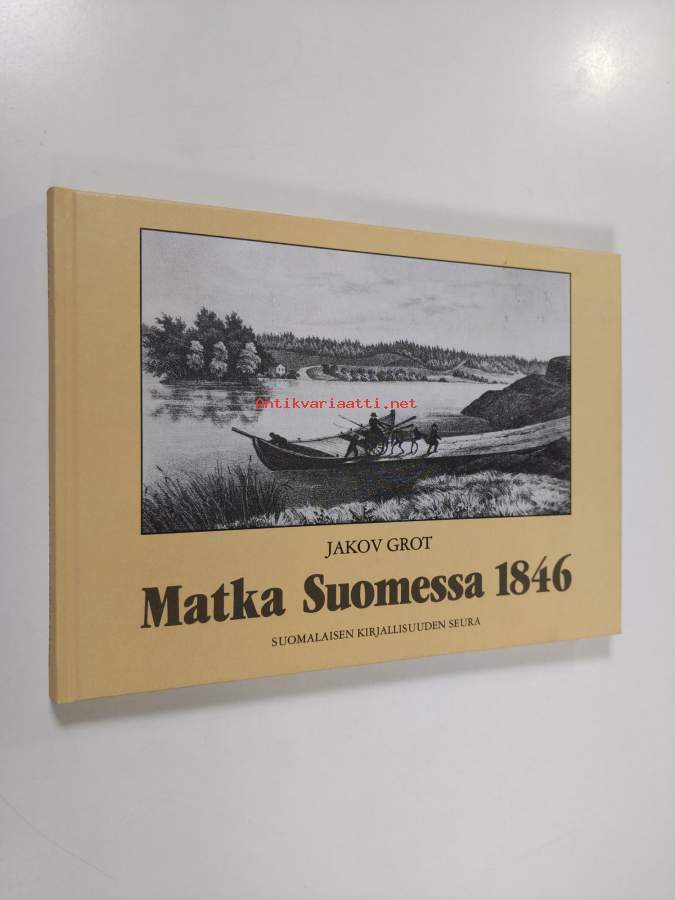 antikvariaatti.net
JAKOV GROT
Matka Suomessa 1846
SUOMALAISEN KIRJALLISUUDEN SEURA